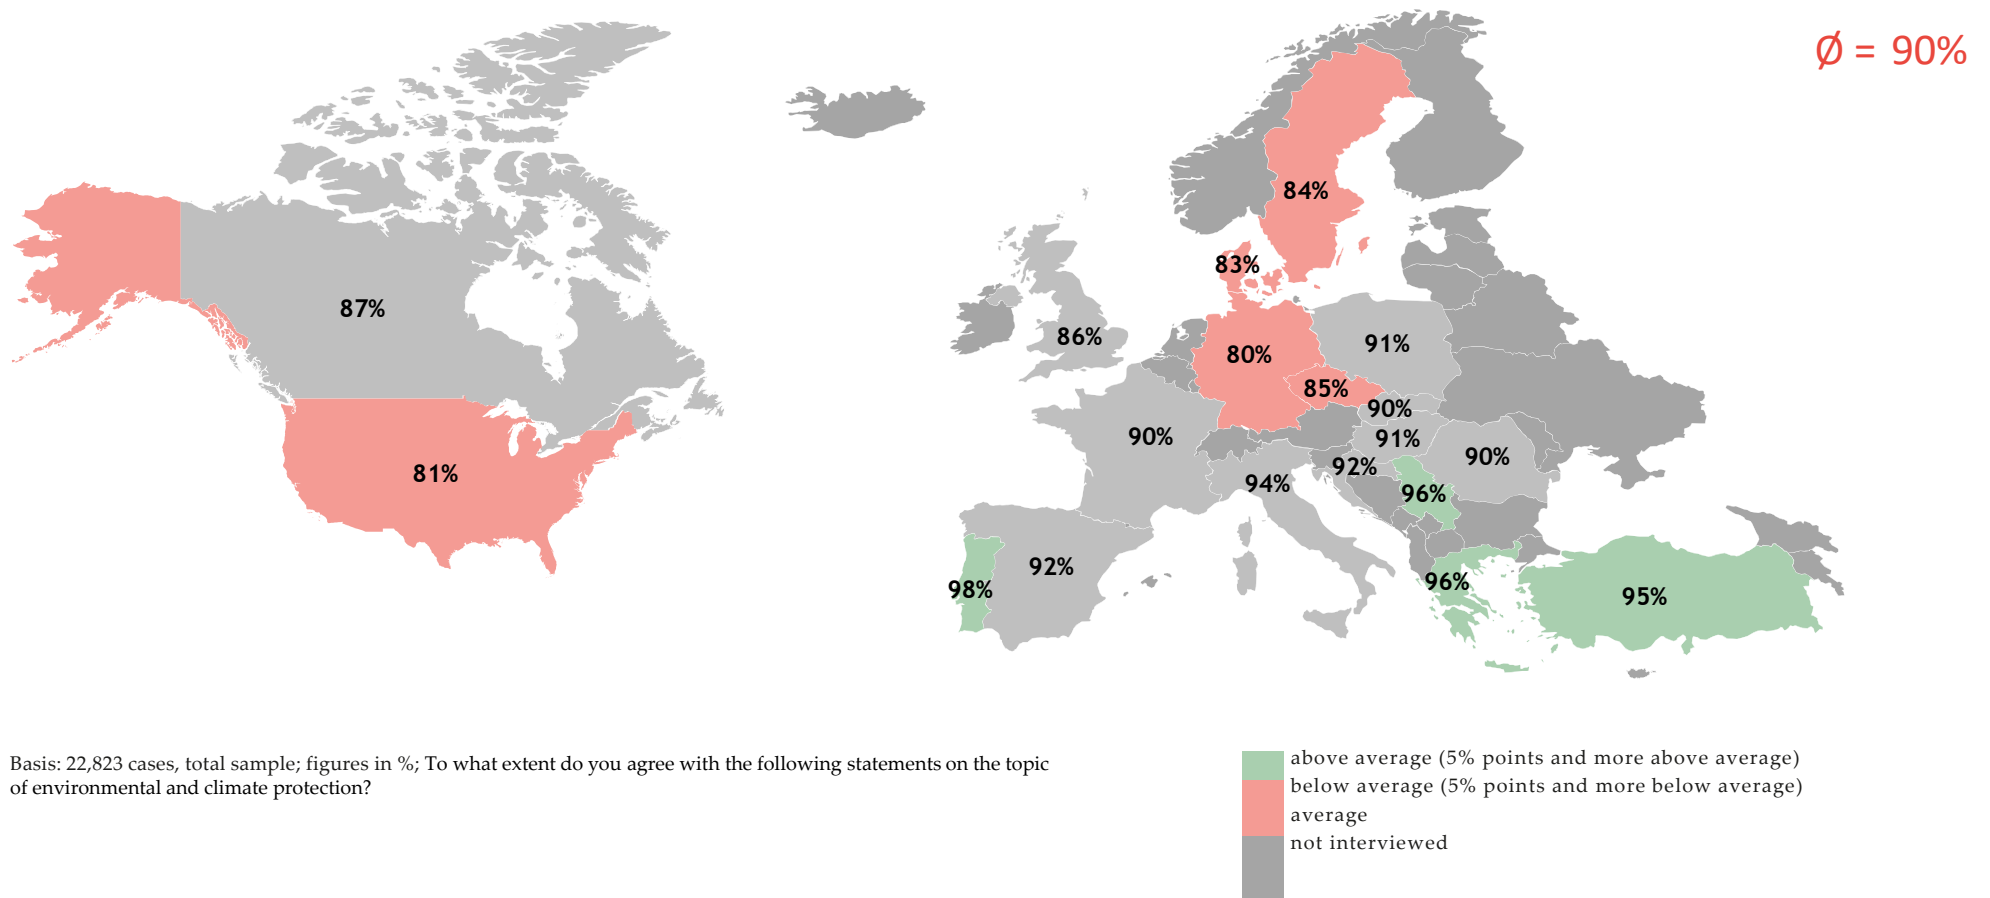 Ø = 90%
84%
83%
87%
86%
91%
80%
85%
90%
90%
91%
90%
92%
81%
94%
96%
92%
96%
98%
95%
Basis: 22,823 cases, total sample; figures in %; To what extent do you agree with the following statements on the topic
of environmental and climate protection?
above average (5% points and more above average)
below average (5% points and more below average)
average
not interviewed